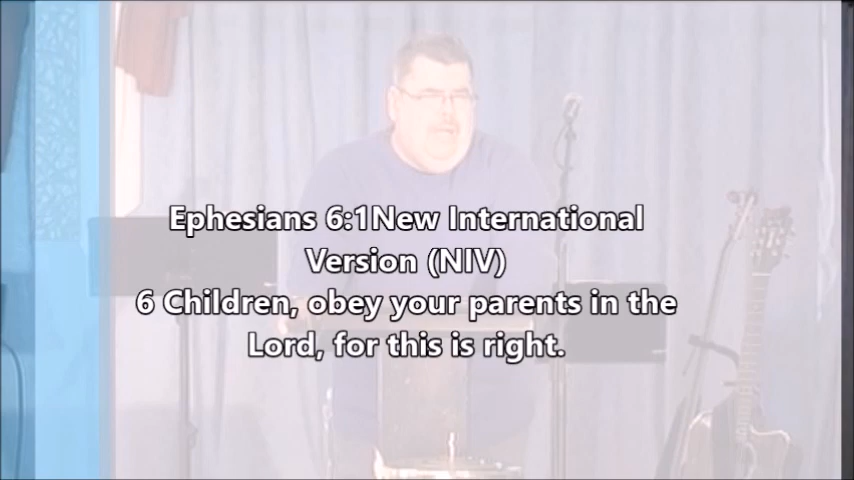 Ephesians 6:1New International
Version (NIV)
6 Children, obey your parents in the
Lord, for this is right.